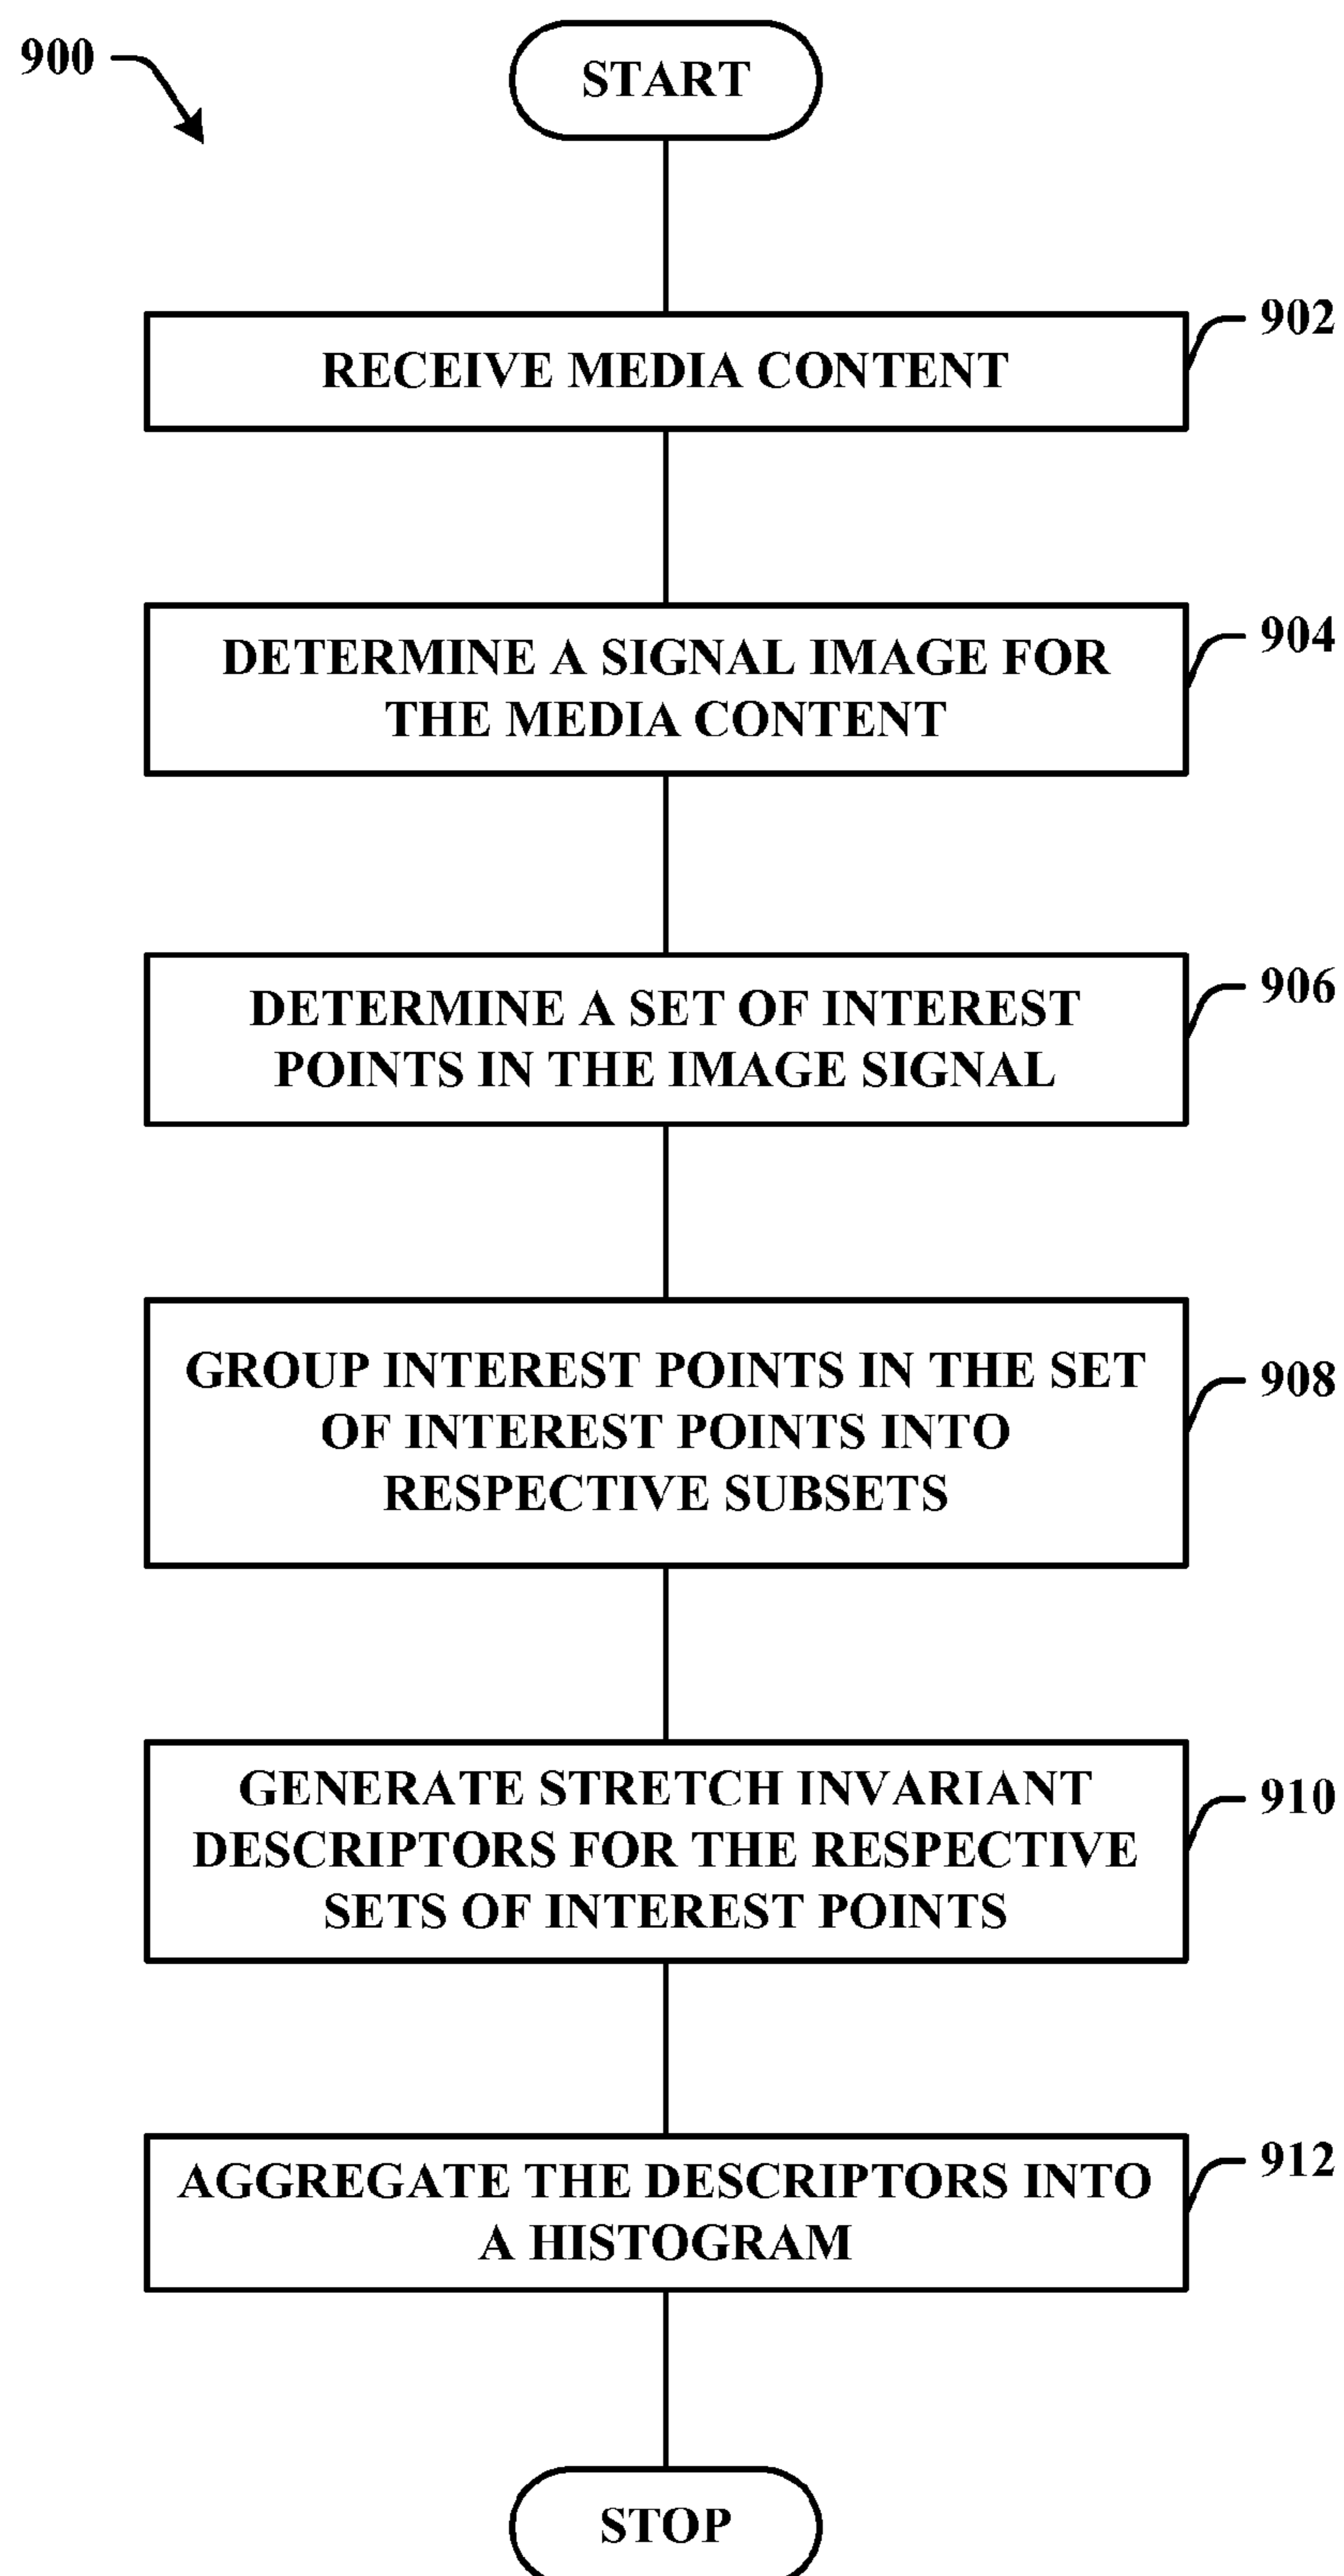 900
START
RECEIVE MEDIA CONTENT
902
DETERMINE A SIGNAL IMAGE FOR
THE MEDIA CONTENT
904
DETERMINE A SET OF INTEREST
POINTS IN THE IMAGE SIGNAL
906
GROUP INTEREST POINTS IN THE SET
OF INTEREST POINTS INTO
RESPECTIVE SUBSETS
908
GENERATE STRETCH INVARIANT
DESCRIPTORS FOR THE RESPECTIVE
SETS OF INTEREST POINTS
910
AGGREGATE THE DESCRIPTORS INTO
A HISTOGRAM
912
STOP